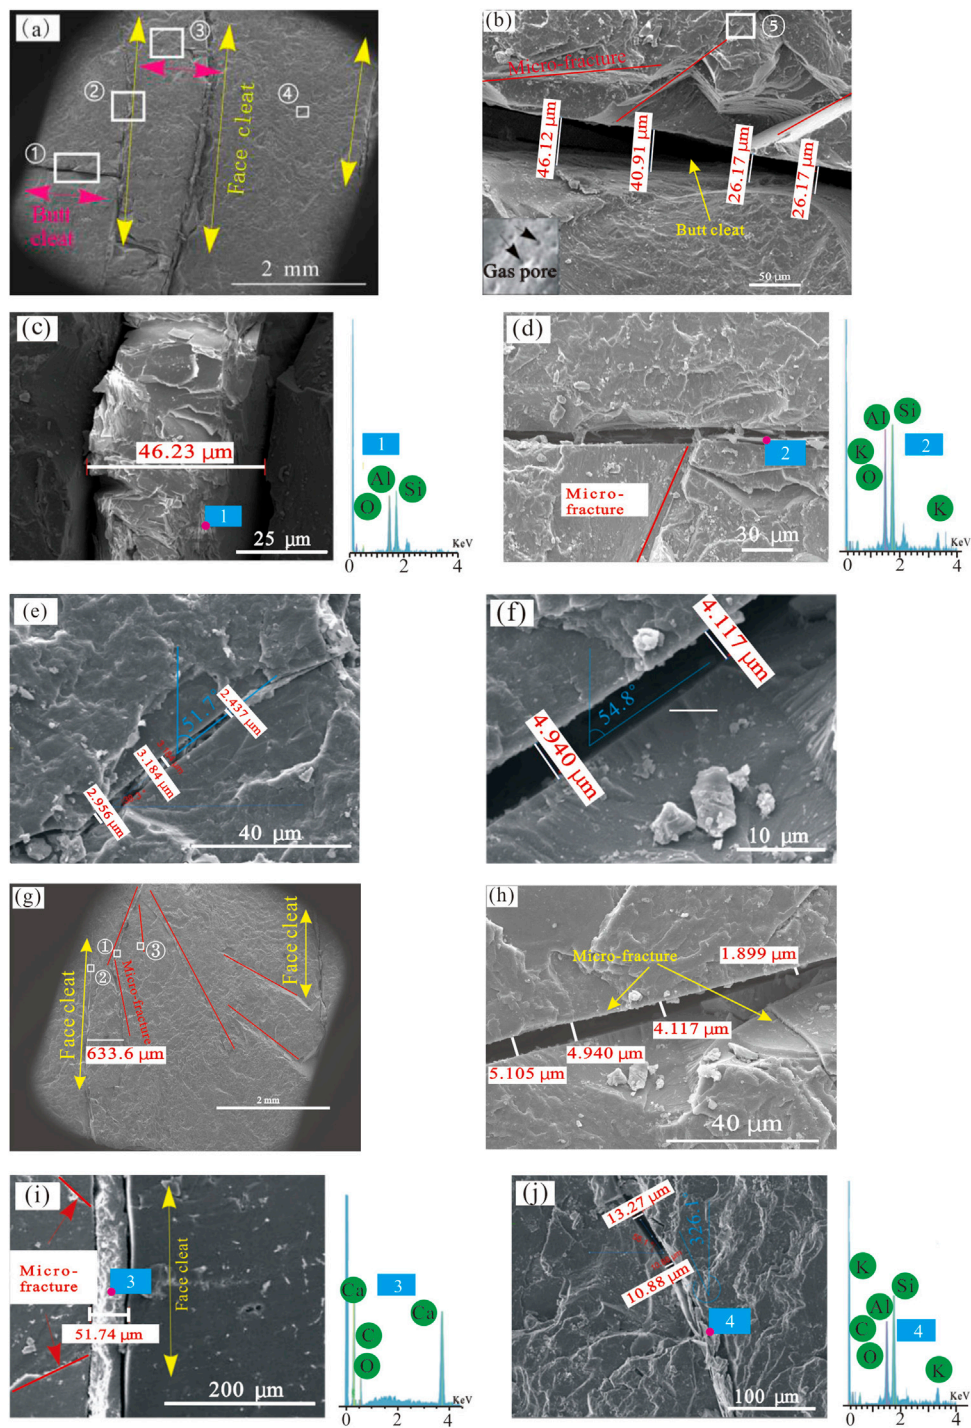 (a)
③
②
④
①
Face cleat
Butt
cleat
2 mm
(b)
⑤
Micro-fracture
46.12 μm
40.91 μm
26.17 μm
26.17 μm
Butt cleat
Gas pore
50 μm
(c)
46.23 μm
1
25 μm
1
Al
Si
O
KeV
0
2
4
(d)
2
Micro-
fracture
30 μm
Si
Al
2
K
O
K
KeV
0
2
4
(e)
51.7°
2.437 μm
3.184 μm
2.956 μm
40 μm
(f)
4.117 μm
54.8°
4.940 μm
10 μm
(g)
Face cleat
①
③
②
Micro-fracture
Face cleat
633.6 μm
2 mm
(h)
Micro-fracture
1.899 μm
4.117 μm
4.940 μm
5.105 μm
40 μm
(i)
Micro-
fracture
3
Face cleat
51.74 μm
200 μm
3
Ca
Ca
C
O
KeV
0
2
4
(j)
13.27 μm
326.1
10.88 μm
4
100 μm
K
Si
Al
C
4
O
K
KeV
0
2
4